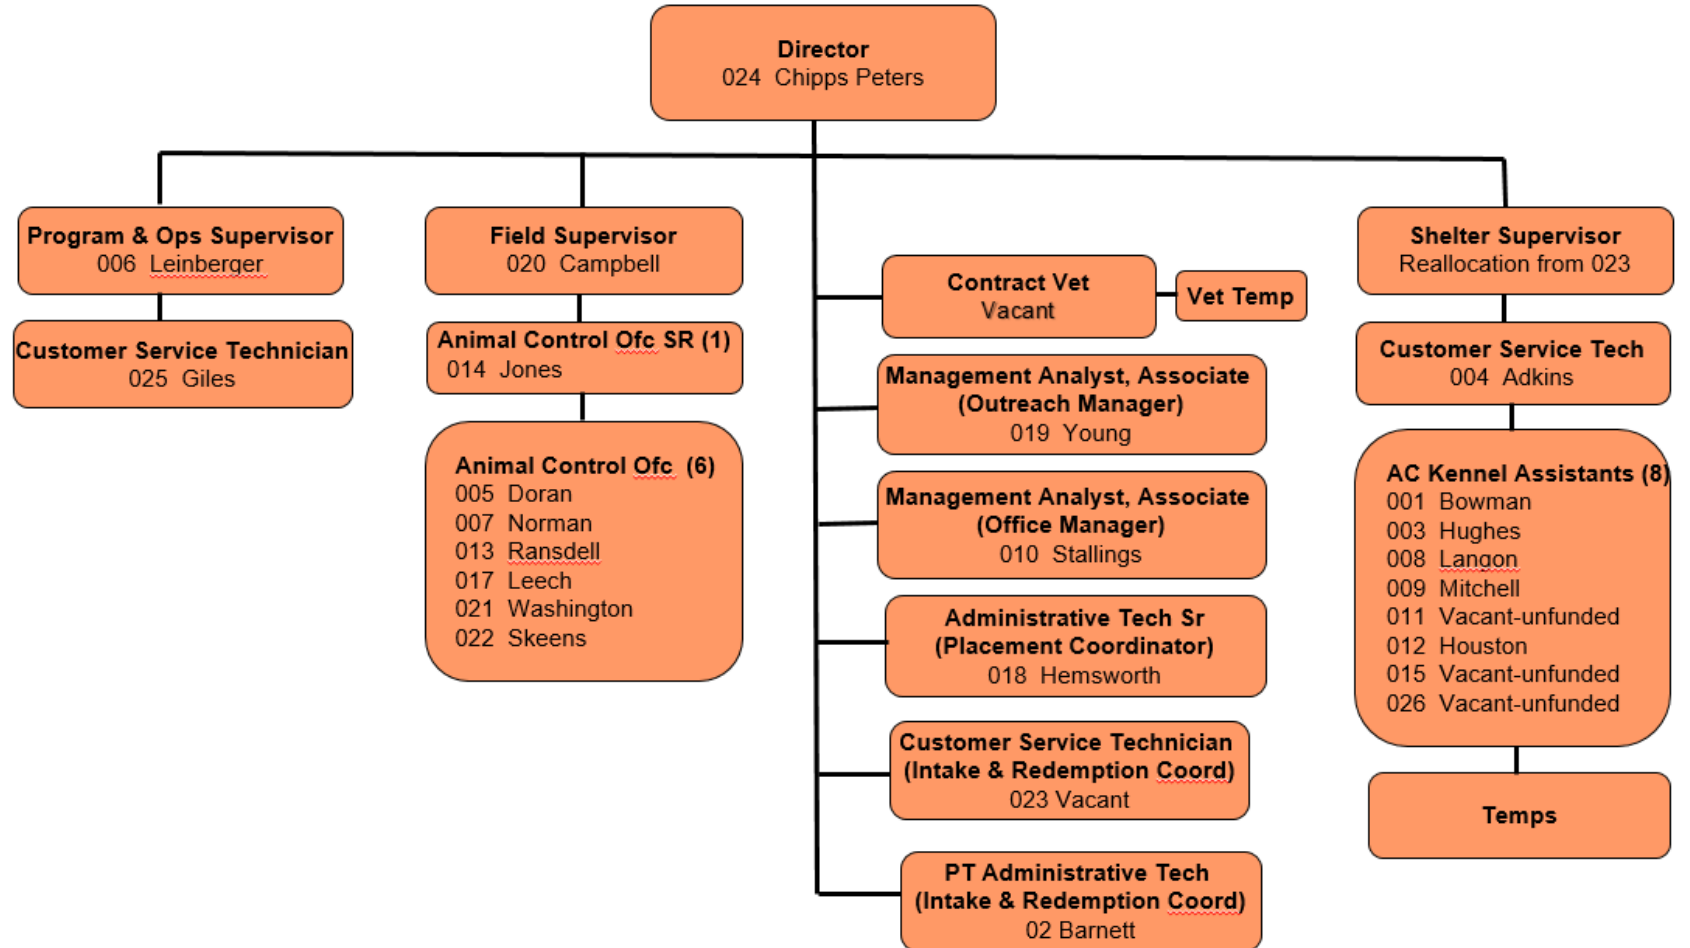 Director
024 Chipps Peters
Program & Ops Supervisor
006 Leinberger
Customer Service Technician
025 Giles
Field Supervisor
020 Campbell
Animal Control Ofc SR (1)
014 Jones
Animal Control Ofc (6)
005 Doran
007 Norman
013 Ransdell
017 Leech
021 Washington
022 Skeens
Contract Vet
Vacant
Vet Temp
Management Analyst, Associate
(Outreach Manager)
019 Young
Management Analyst, Associate
(Office Manager)
010 Stallings
Administrative Tech Sr
(Placement Coordinator)
018 Hemsworth
Customer Service Technician
(Intake & Redemption Coord)
023 Vacant
PT Administrative Tech
(Intake & Redemption Coord)
02 Barnett
Shelter Supervisor
Reallocation from 023
Customer Service Tech
004 Adkins
AC Kennel Assistants (8)
001 Bowman
003 Hughes
008 Langon
009 Mitchell
011 Vacant-unfunded
012 Houston
015 Vacant-unfunded
026 Vacant-unfunded
Temps